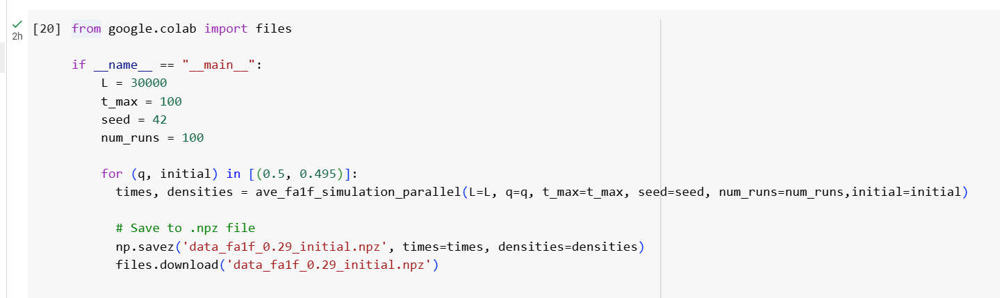 [20] from google.colab import files
2h
if __name__ == "__main__":
L = 30000
t_max = 100
seed = 42
num_runs = 100
for (q, initial) in [(0.5, 0.495)]:
times, densities = ave_fa1f_simulation_parallel(L=L, q=q, t_max=t_max, seed=seed, num_runs=num_runs,initial=initial)
# Save to .npz file
np.savez('data_fa1f_0.29_initial.npz', times=times, densities=densities)
files.download('data_fa1f_0.29_initial.npz')